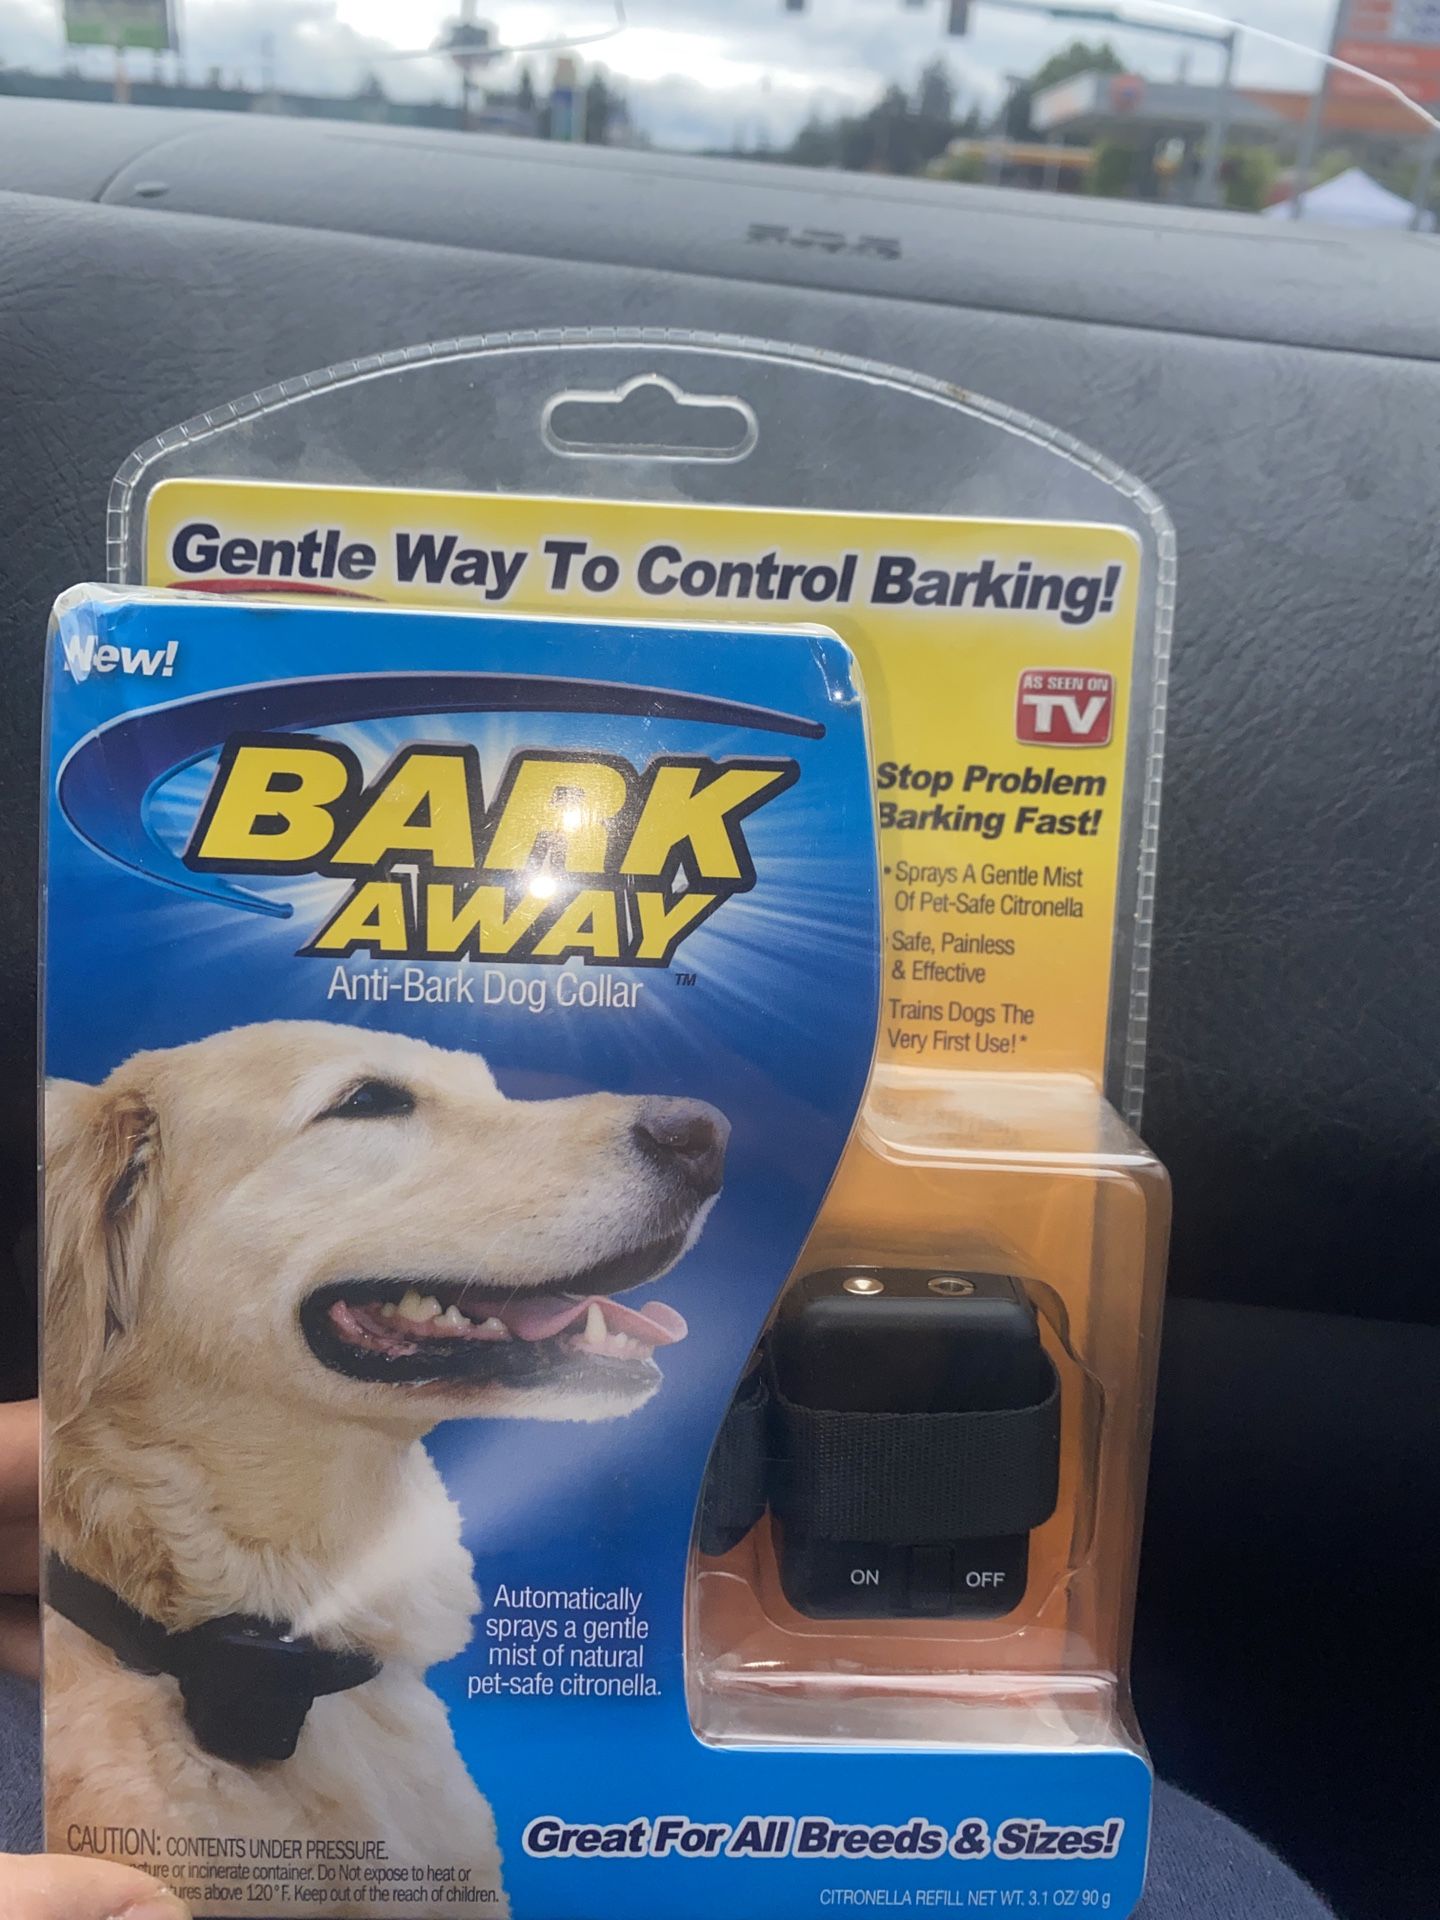 Gentle Way To Control Barking!
New!
AS SEEN ON
TV
BARK
AWAY
TM
Anti-Bark Dog Collar
Stop Problem
Barking Fast!
• Sprays A Gentle Mist
Of Pet-Safe Citronella
Safe, Painless
& Effective
Trains Dogs The
Very First Use!*
ON OFF
Automatically
sprays a gentle
mist of natural
pet-safe citronella.
Great For All Breeds & Sizes!
CAUTION: CONTENTS UNDER PRESSURE.
or incinerate container. Do Not expose to heat or
above 120°F. Keep out of the reach of children.
CITRONELLA REFILL NET WT. 3.1 OZ/ 90 g